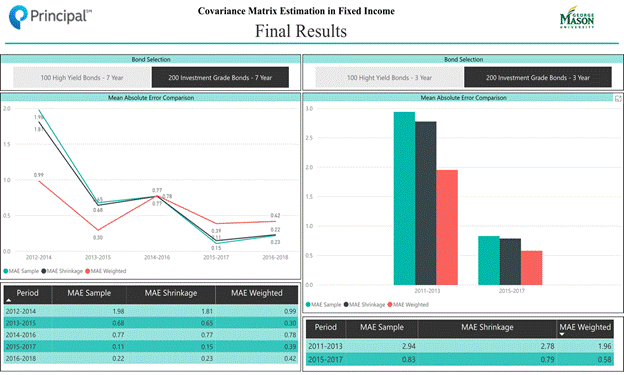 Principal
Covariance Matrix Estimation in Fixed Income
Final Results
GEORGE
MASON
UNIVERSITY
Bond Selection
100 High Yield Bonds - 7 Year
200 Investment Grade Bonds - 7 Year
Mean Absolute Error Comparison
2.0
1.5
1.0
0.5
0.0
1.98
1.81
0.99
0.65
0.68
0.30
0.77
0.77
0.78
0.39
0.11
0.15
0.42
0.22
0.23
2012-2014
2013-2015
2014-2016
2015-2017
2016-2018
MAE Sample MAE Shrinkage MAE Weighted
Period MAE Sample MAE Shrinkage MAE Weighted
2012-2014 1.98 1.81 0.99
2013-2015 0.68 0.65 0.30
2014-2016 0.77 0.77 0.78
2015-2017 0.11 0.15 0.39
2016-2018 0.22 0.23 0.42
Bond Selection
100 Hight Yield Bonds - 3 Year
200 Investment Grade Bonds - 3 Year
Mean Absolute Error Comparison
3.0
2.5
2.0
1.5
1.0
0.5
0.0
2011-2013
2015-2017
MAE Sample MAE Shrinkage MAE Weighted
Period MAE Sample MAE Shrinkage MAE Weighted
2011-2013 2.94 2.78 1.96
2015-2017 0.83 0.79 0.58